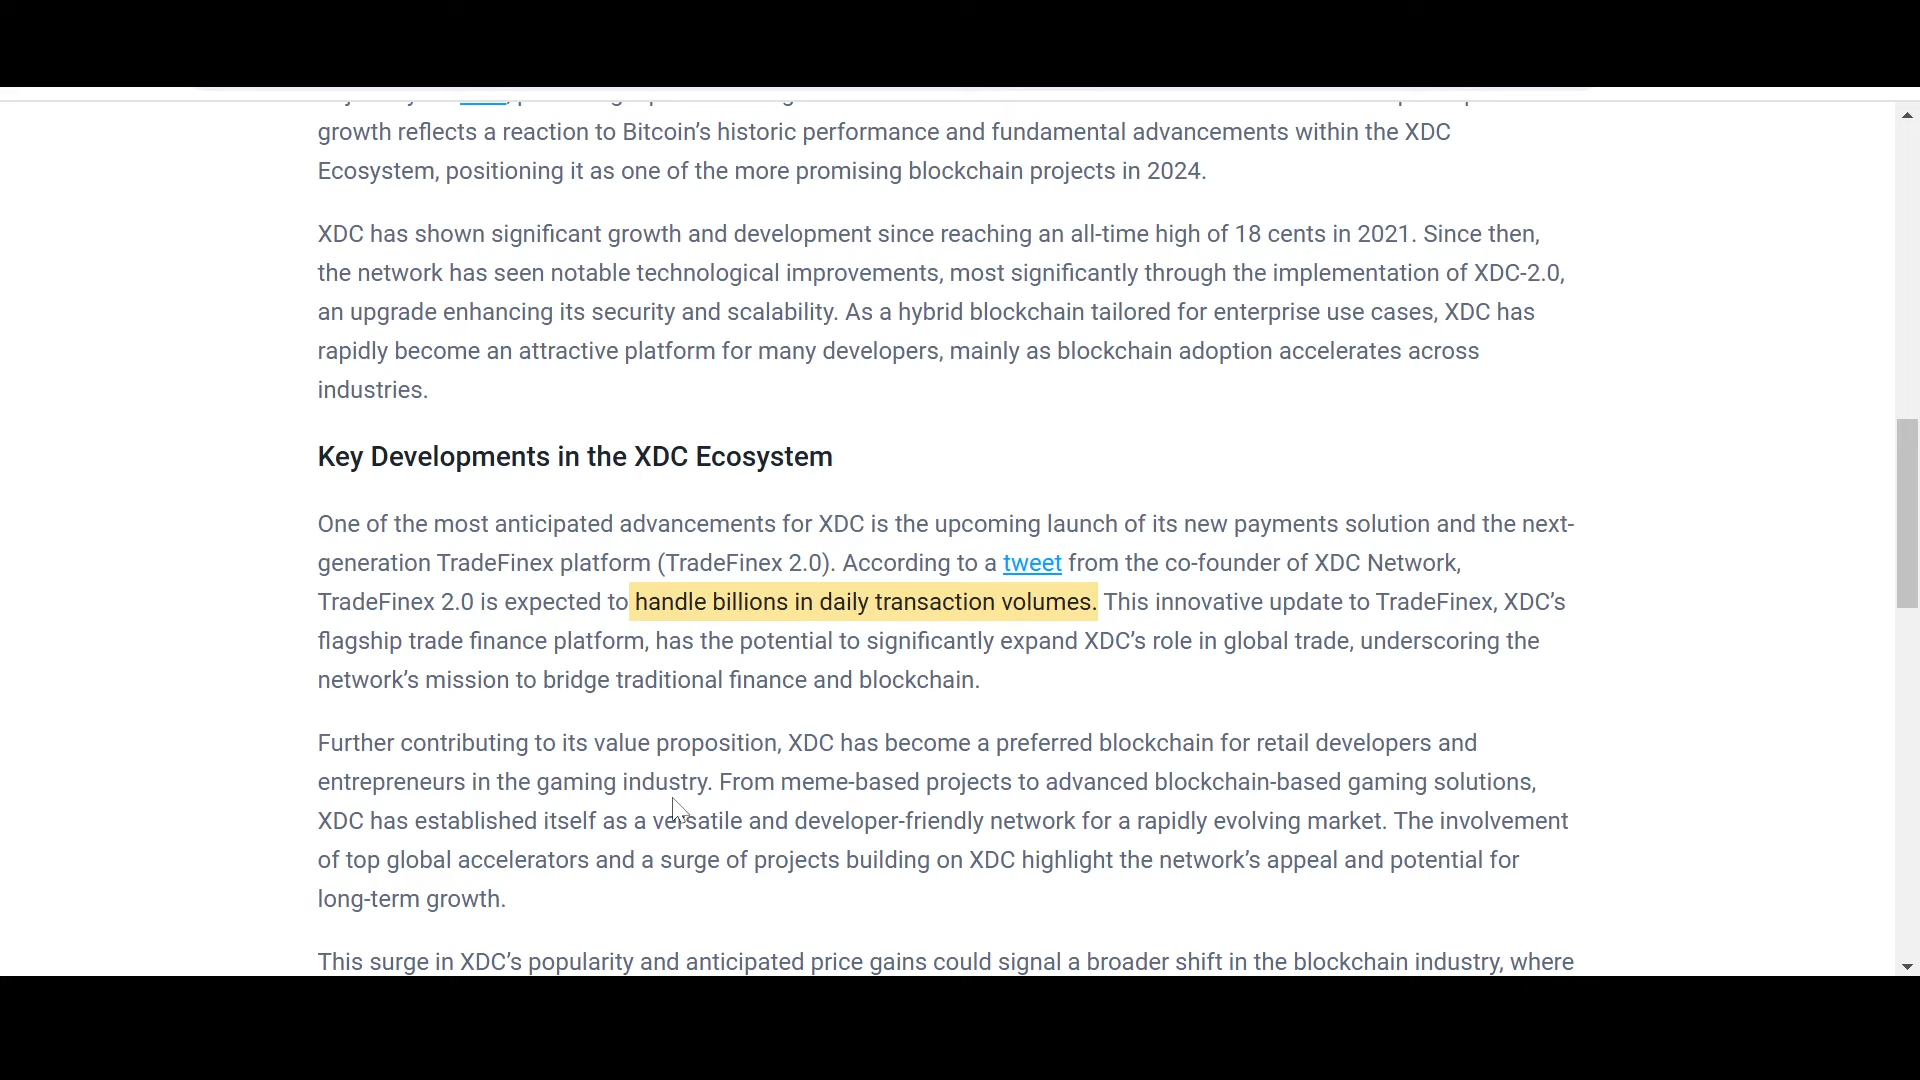 growth reflects a reaction to Bitcoin’s historic performance and fundamental advancements within the XDC
Ecosystem, positioning it as one of the more promising blockchain projects in 2024.
XDC has shown significant growth and development since reaching an all-time high of 18 cents in 2021. Since then,
the network has seen notable technological improvements, most significantly through the implementation of XDC-2.0,
an upgrade enhancing its security and scalability. As a hybrid blockchain tailored for enterprise use cases, XDC has
rapidly become an attractive platform for many developers, mainly as blockchain adoption accelerates across
industries.
Key Developments in the XDC Ecosystem
One of the most anticipated advancements for XDC is the upcoming launch of its new payments solution and the next-
generation TradeFinex platform (TradeFinex 2.0). According to a tweet from the co-founder of XDC Network,
TradeFinex 2.0 is expected to handle billions in daily transaction volumes. This innovative update to TradeFinex, XDC’s
flagship trade finance platform, has the potential to significantly expand XDC’s role in global trade, underscoring the
network’s mission to bridge traditional finance and blockchain.
Further contributing to its value proposition, XDC has become a preferred blockchain for retail developers and
entrepreneurs in the gaming industry. From meme-based projects to advanced blockchain-based gaming solutions,
XDC has established itself as a versatile and developer-friendly network for a rapidly evolving market. The involvement
of top global accelerators and a surge of projects building on XDC highlight the network’s appeal and potential for
long-term growth.
This surge in XDC’s popularity and anticipated price gains could signal a broader shift in the blockchain industry, where